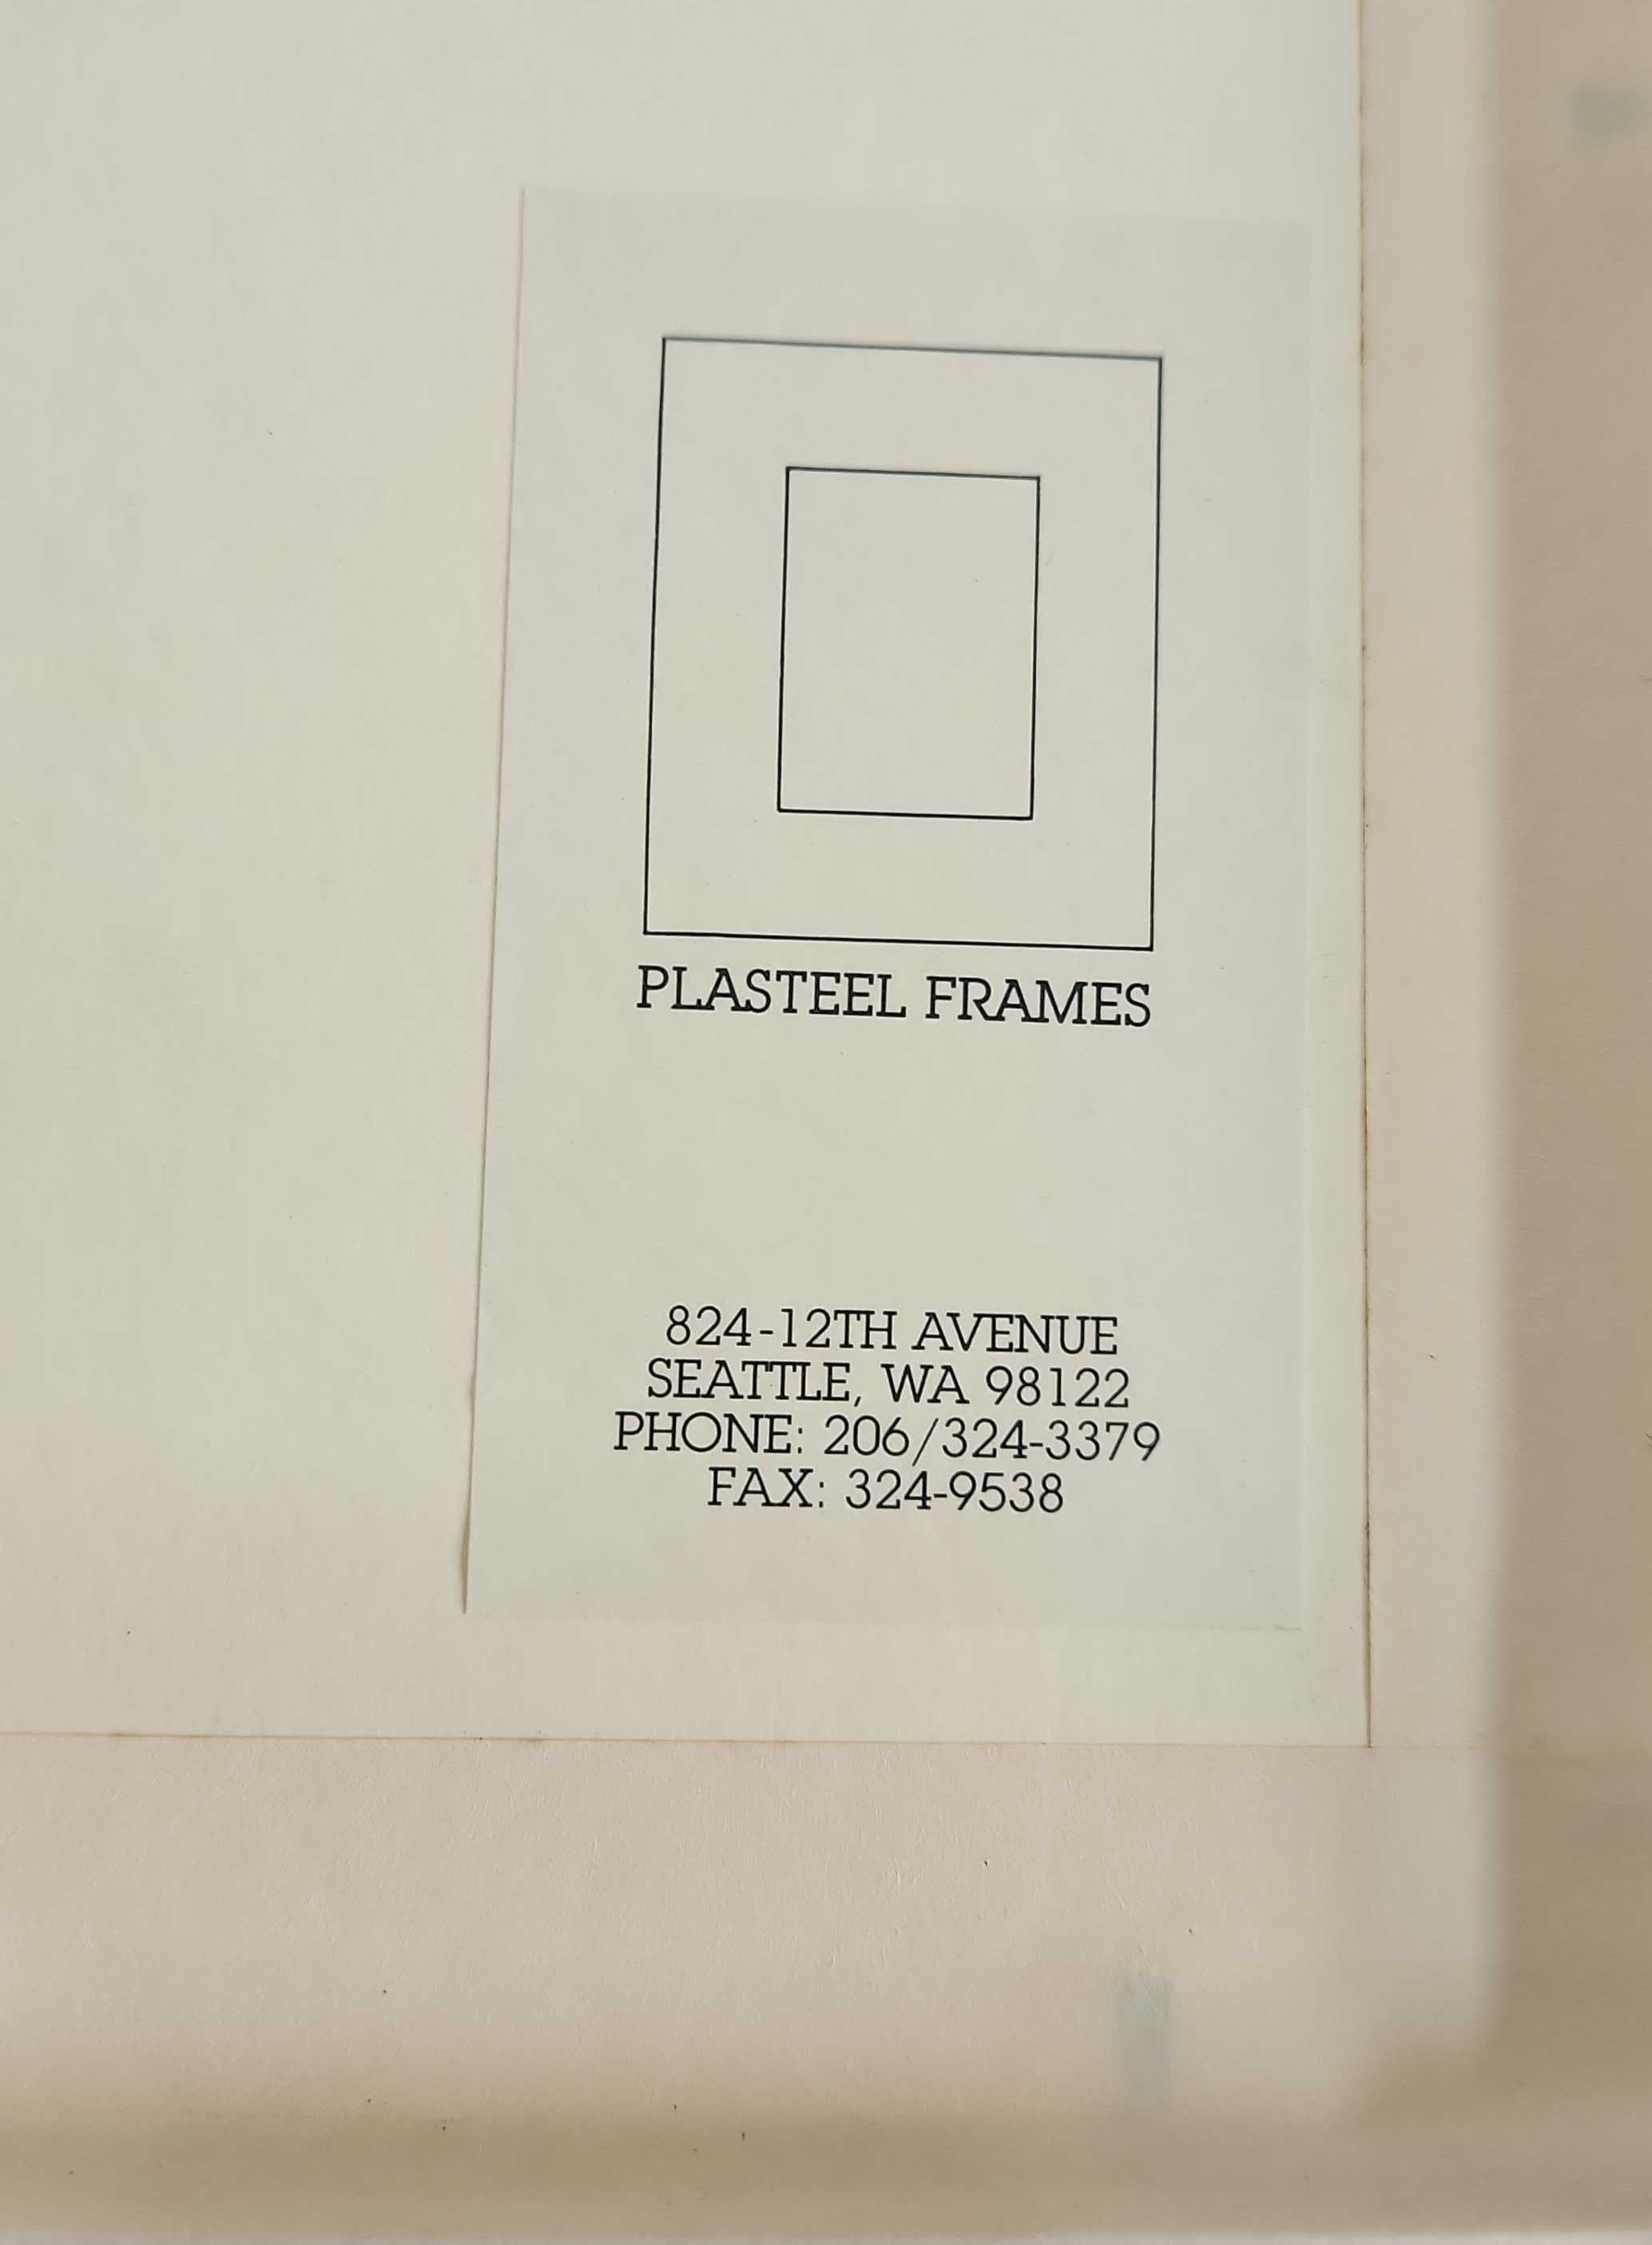 PLASTEEL FRAMES
824-12TH AVENUE
SEATTLE, WA 98122
PHONE: 206/324-3379
FAX: 324-9538